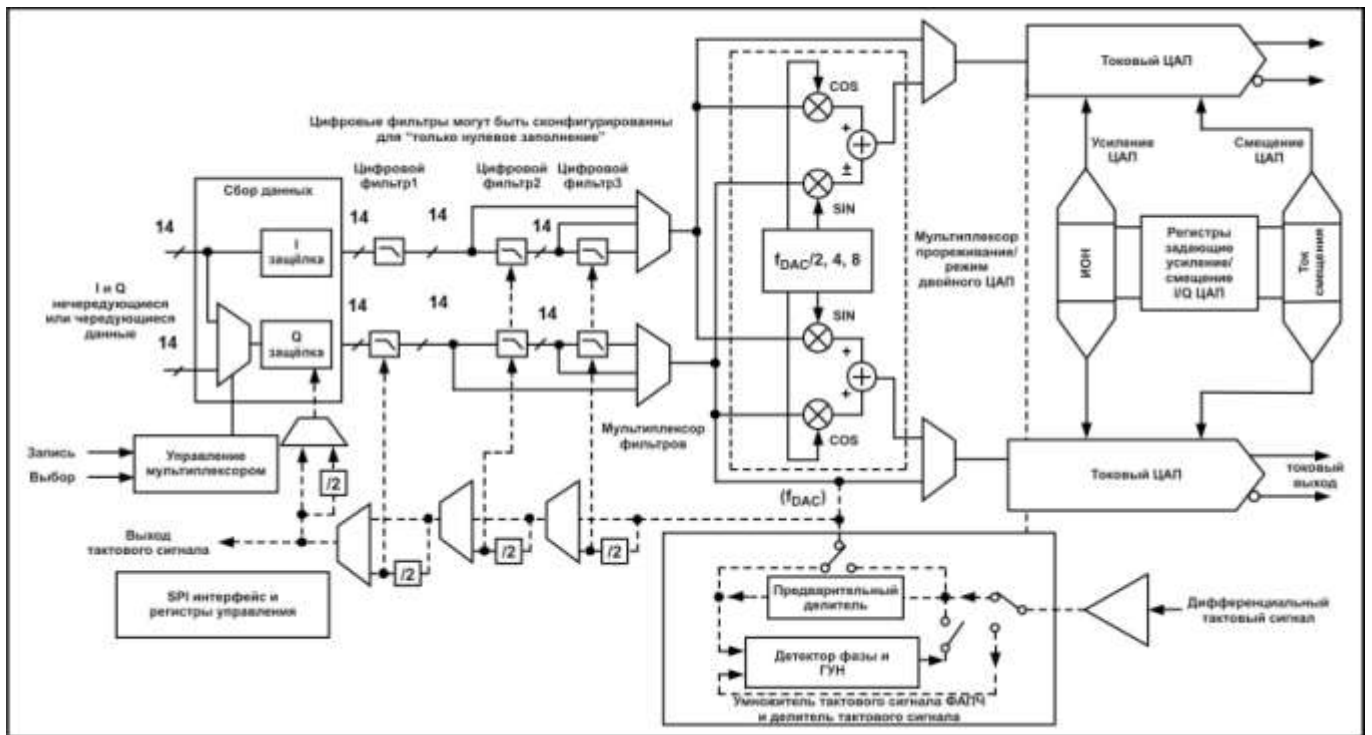 Токовый ЦАП
COS
Цифровые фильтры могут быть сконфигурированны
для “только нулевое заполнение”
+
±
Усиление
ЦАП
Смещение
ЦАП
Цифровой
фильтр1
Цифровой
фильтр2
Цифровой
фильтр3
Сбор данных
SIN
14
14
14
14
I
защёлка
f_DAC/2, 4, 8
Мультиплексор
прореживание/
режим
двойного ЦАП
ИОН
Регистры
задающие
усиление/
смещение
I/Q ЦАП
Ток
смещения
I и Q
нечередующиеся
или чередующиеся
данные
14
14
14
14
Q
защёлка
SIN
+
+
COS
Мультиплексор
фильтров
Запись
Выбор
Управление
мультиплексором
/2
Токовый ЦАП
токовый
выход
(f_DAC)
Выход
тактового сигнала
/2
/2
/2
SPI интерфейс и
регистры управления
Предварительный
делитель
Дифференциальный
тактовый сигнал
Детектор фазы и
ГУН
Умножитель тактового сигнала ФАПЧ
и делитель тактового сигнала